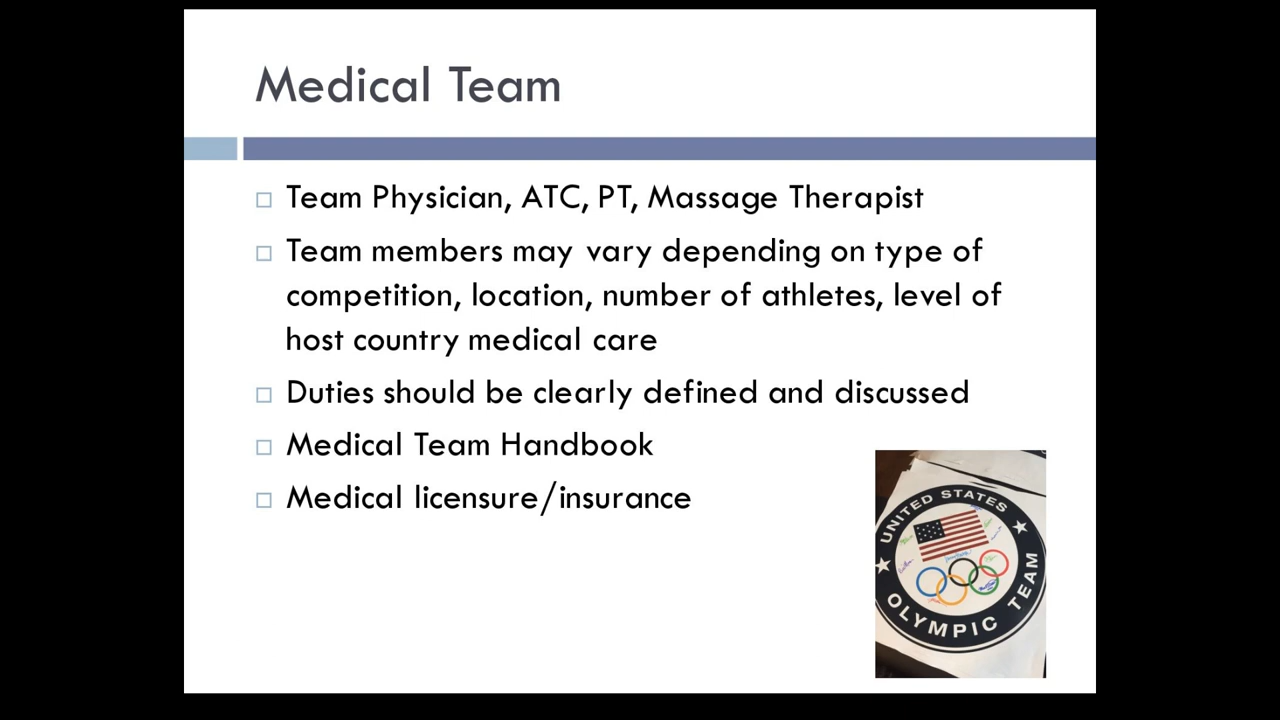 Medical Team
Team Physician, ATC, PT, Massage Therapist
Team members may vary depending on type of
competition, location, number of athletes, level of
host country medical care
Duties should be clearly defined and discussed
Medical Team Handbook
Medical licensure/insurance
UNITED STATES
OLYMPIC TEAM